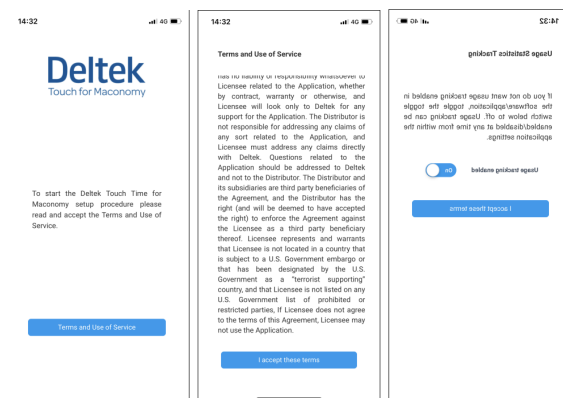 14:32
4G
Deltek
Touch for Maconomy
To start the Deltek Touch Time for
Maconomy setup procedure please
read and accept the Terms and Use of
Service.
Terms and Use of Service
14:32
4G
Terms and Use of Service
has no liability or responsibility whatsoever to
Licensee related to the Application, whether
by contract, warranty or otherwise, and
Licensee will look only to Deltek for any
support for the Application. The Distributor is
not responsible for addressing any claims of
any sort related to the Application, and
Licensee must address any claims directly
with Deltek. Questions related to the
Application should be addressed to Deltek
and not to the Distributor. The Distributor and
its subsidiaries are third party beneficiaries of
the Agreement, and the Distributor has the
right (and will be deemed to have accepted
the right) to enforce the Agreement against
the Licensee as a third party beneficiary
thereof. Licensee represents and warrants
that Licensee is not located in a country that
is subject to a U.S. Government embargo or
that has been designated by the U.S.
Government as a "terrorist supporting"
country, and that Licensee is not listed on any
U.S. Government list of prohibited or
restricted parties, If Licensee does not agree
to the terms of this Agreement, Licensee may
not use the Application.
I accept these terms
14:32
4G
Usage Statistics Tracking
If you do not want usage tracking enabled in
the software/application, toggle the toggle
switch below to off. Usage tracking can be
enabled/disabled at any time from within the
application settings.
Usage tracking enabled
On
I accept these terms